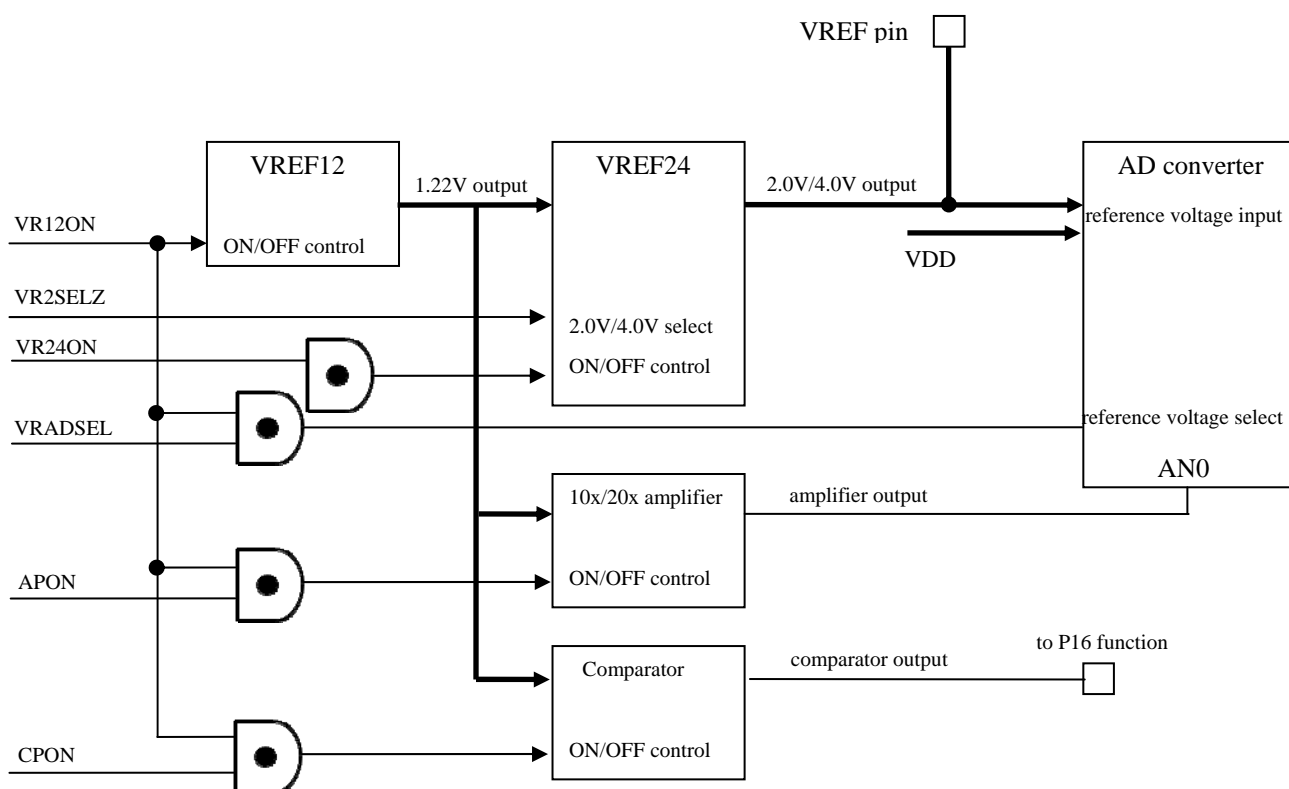 VREF pin
VREF12
VREF24
AD converter
1.22V output
2.0V/4.0V output
reference voltage input
VR12ON
ON/OFF control
VDD
VR2SELZ
2.0V/4.0V select
VR24ON
ON/OFF control
VRADSEL
reference voltage select
AN0
10x/20x amplifier
amplifier output
APON
ON/OFF control
to P16 function
Comparator
comparator output
CPON
ON/OFF control